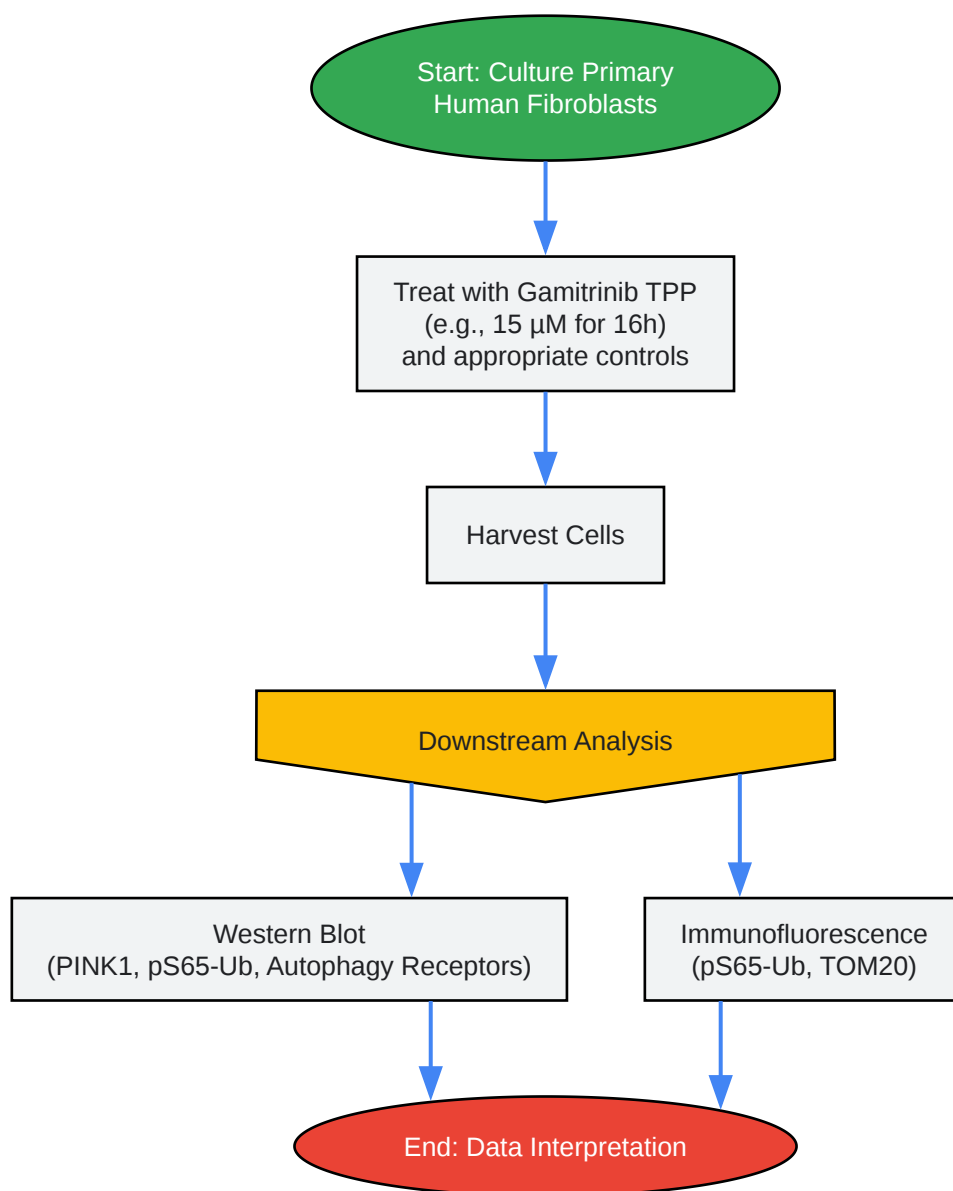 Start: Culture Primary
Human Fibroblasts
Treat with Gamitrinib TPP
(e.g., 15 µM for 16h)
and appropriate controls
Harvest Cells
Downstream Analysis
Western Blot
(PINK1, pS65-Ub, Autophagy Receptors)
Immunofluorescence
(pS65-Ub, TOM20)
End: Data Interpretation